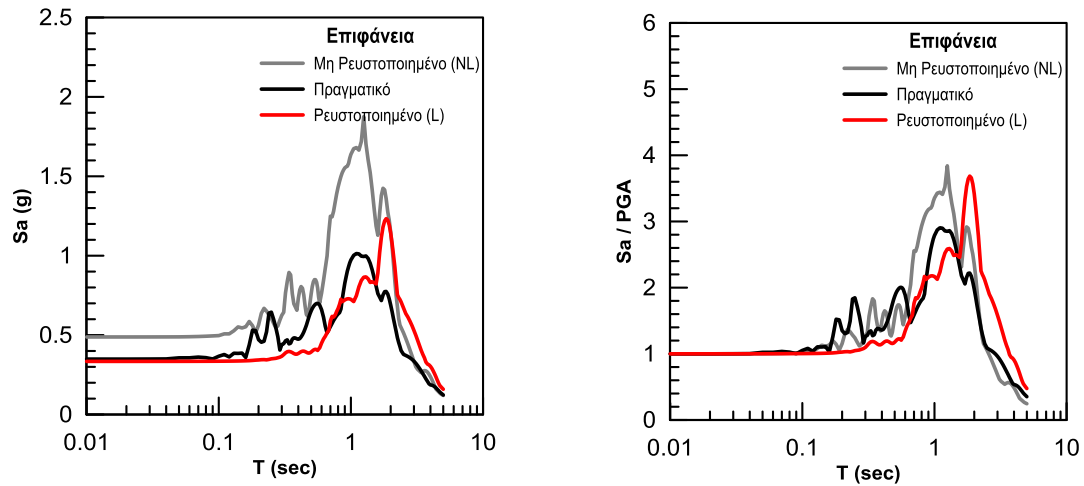 2.5
2
1.5
1
0.5
0
Sa (g)
Επιφάνεια
Μη Ρευστοποιημένο (NL)
Πραγματικό
Ρευστοποιημένο (L)
0.01
0.1
1
10
T (sec)
6
5
4
3
2
1
0
Sa / PGA
Επιφάνεια
Μη Ρευστοποιημένο (NL)
Πραγματικό
Ρευστοποιημένο (L)
0.01
0.1
1
10
T (sec)